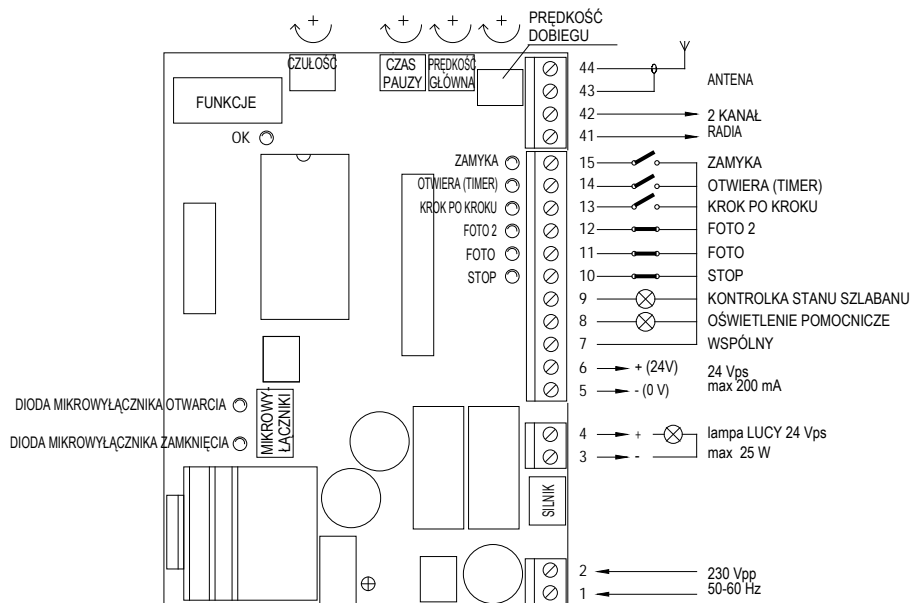 + + + +
PRĘDKOŚĆ
DOBIEGU
CZUŁOŚĆ
CZAS
PAUZY
PRĘDKOŚĆ
GŁÓWNA
FUNKCJE
OK
44
43
ANTENA
42
41
2 KANAŁ
RADIA
ZAMYKA 15 ZAMYKA
OTWIERA (TIMER) 14 OTWIERA (TIMER)
KROK PO KROKU 13 KROK PO KROKU
FOTO 2 12 FOTO 2
FOTO 11 FOTO
STOP 10 STOP
9 KONTROLKA STANU SZLABANU
8 OŚWIETLENIE POMOCNICZE
7 WSPÓLNY
6 + (24V)
5 - (0 V)
24 Vps
max 200 mA
DIODA MIKROWYŁĄCZNIKA OTWARCIA
DIODA MIKROWYŁĄCZNIKA ZAMKNIĘCIA
MIKROWY-
ŁĄCZNIKI
4 +
3 -
lampa LUCY 24 Vps
max 25 W
SILNIK
2
1
230 Vpp
50-60 Hz